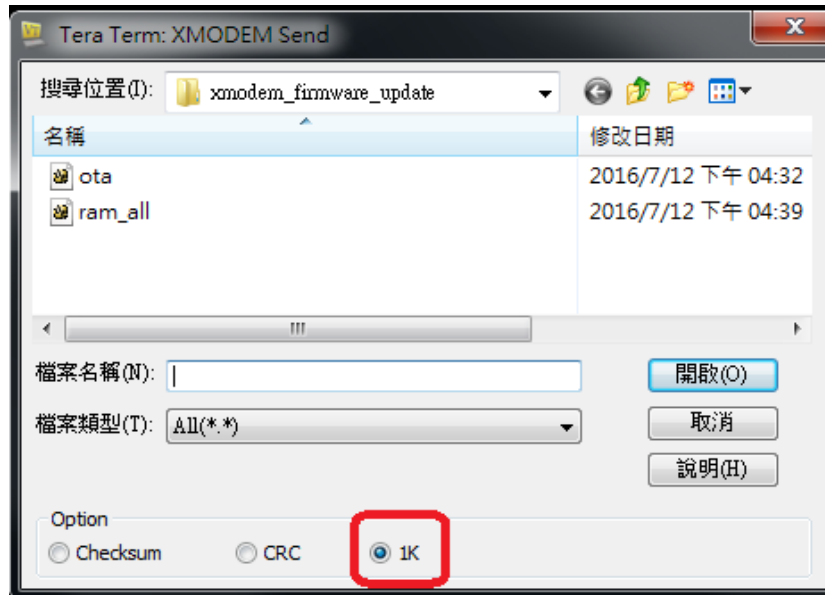 Tera Term: XMODEM Send
搜尋位置(I): xmodem_firmware_update
名稱 修改日期
ota 2016/7/12 下午 04:32
ram_all 2016/7/12 下午 04:39
檔案名稱(N): 開啟(O)
檔案類型(T): All(*.*) 取消
說明(H)
Option
Checksum CRC 1K